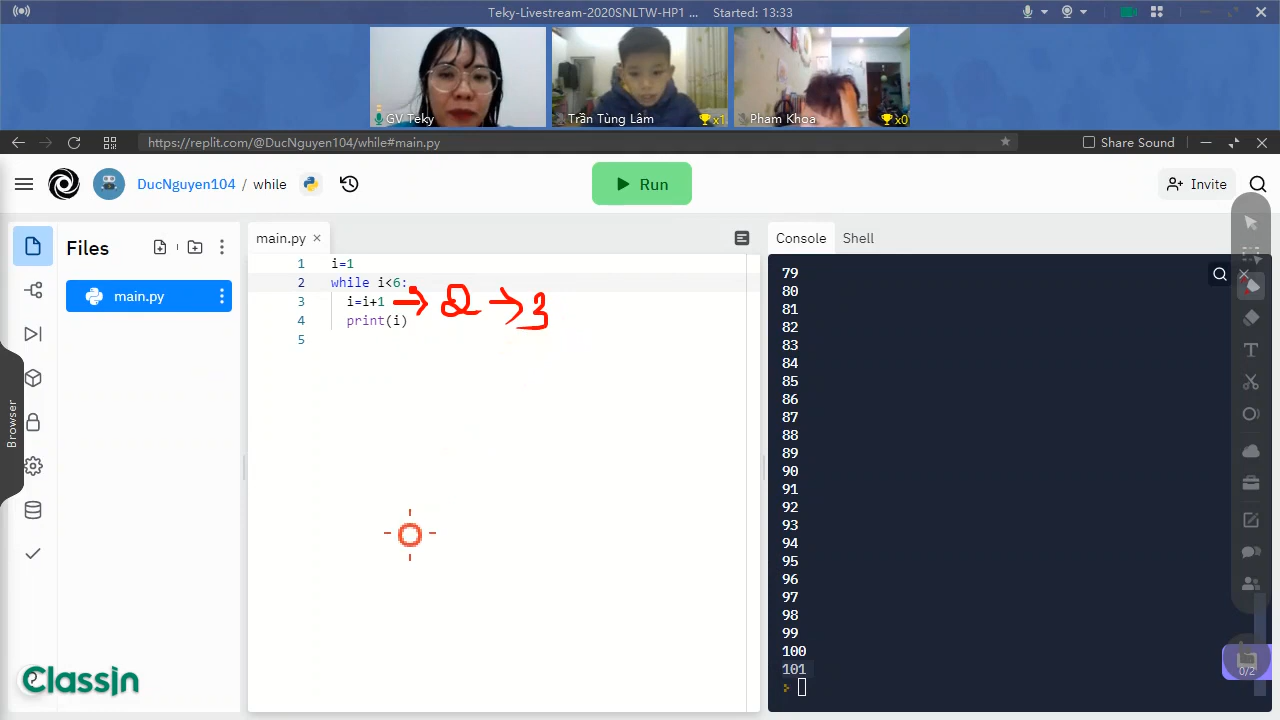 Teky-Livestream-2020SNLTW-HP1 ... Started: 13:33
GV Teky
Trần Tùng Lâm
x1
Pham Khoa
x0
https://replit.com/@DucNguyen104/while#main.py
Share Sound
DucNguyen104 / while
Run
Invite
Files
main.py
main.py
1 i=1
2 while i<6:
3 i=i+1 → 2 → 3
4 print(i)
5
Console
Shell
79
80
81
82
83
84
85
86
87
88
89
90
91
92
93
94
95
96
97
98
99
100
101
Browser
0/2
ClassIn